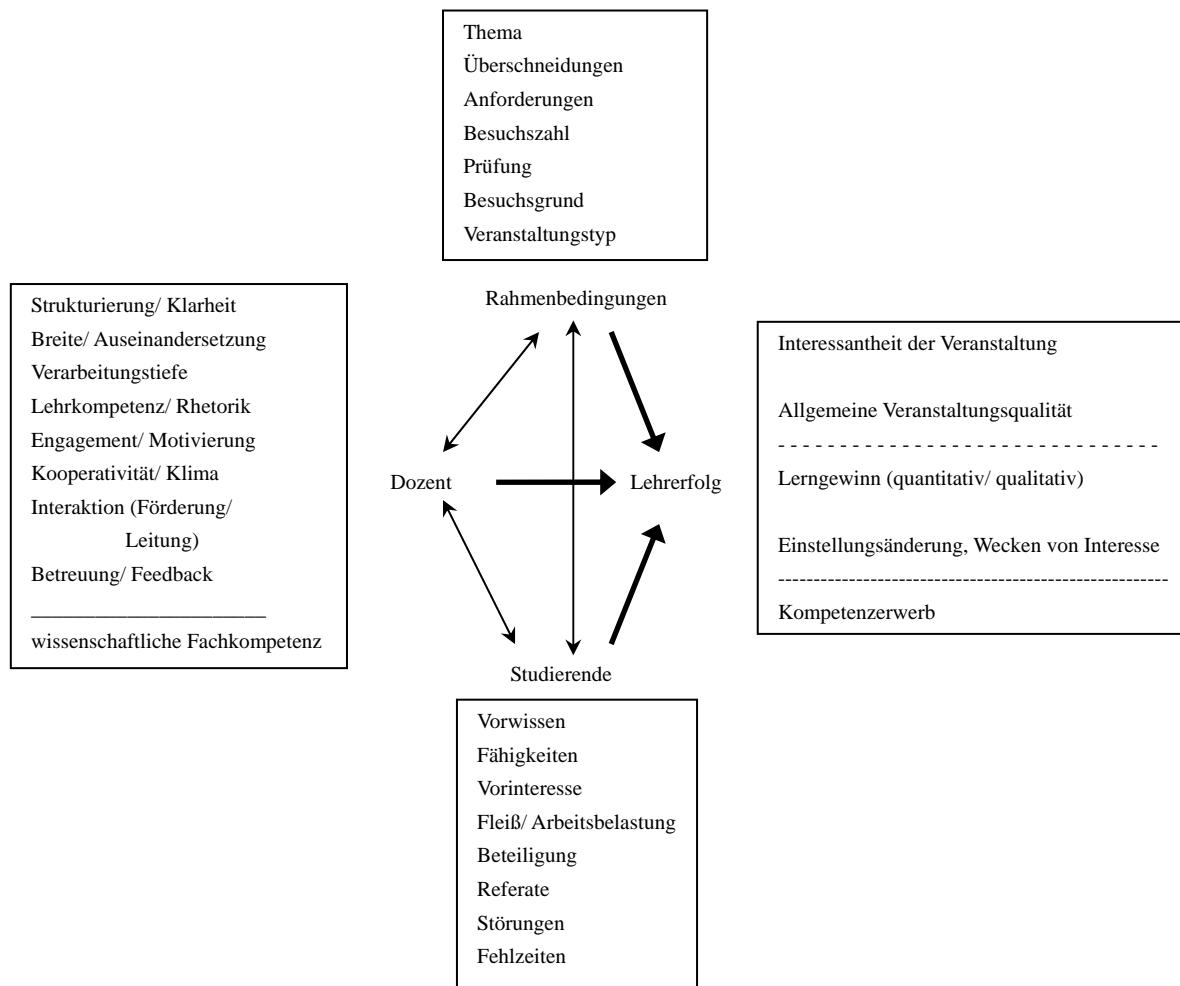 Thema
Überschneidungen
Anforderungen
Besuchszahl
Prüfung
Besuchsgrund
Veranstaltungstyp
Rahmenbedingungen
Strukturierung/ Klarheit
Breite/ Auseinandersetzung
Verarbeitungstiefe
Lehrkompetenz/ Rhetorik
Engagement/ Motivierung
Kooperativität/ Klima
Interaktion (Förderung/
Leitung)
Betreuung/ Feedback
wissenschaftliche Fachkompetenz
Dozent
Lehrerfolg
Interessantheit der Veranstaltung
Allgemeine Veranstaltungsqualität
Lerngewinn (quantitativ/ qualitativ)
Einstellungsänderung, Wecken von Interesse
Kompetenzerwerb
Studierende
Vorwissen
Fähigkeiten
Vorinteresse
Fleiß/ Arbeitsbelastung
Beteiligung
Referate
Störungen
Fehlzeiten